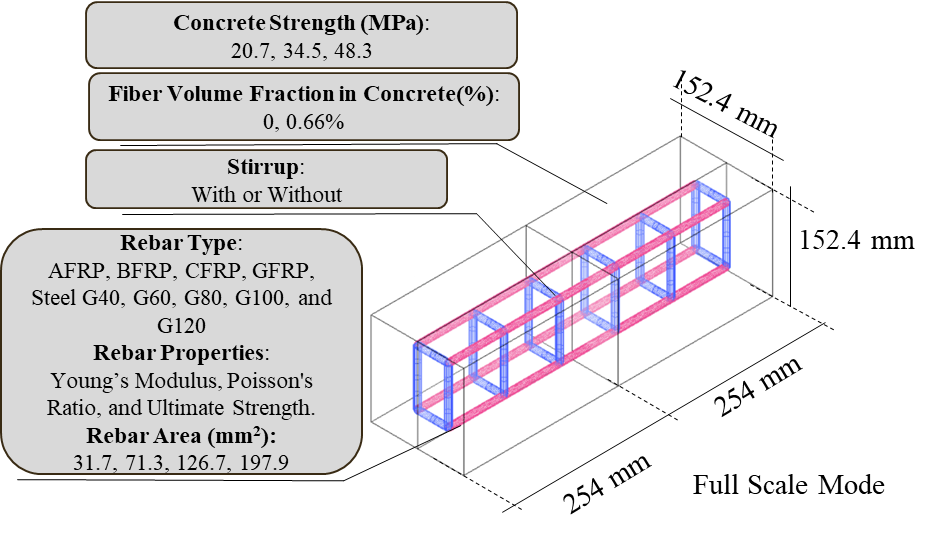 Concrete Strength (MPa):
20.7, 34.5, 48.3
Fiber Volume Fraction in Concrete(%):
0, 0.66%
Stirrup:
With or Without
Rebar Type:
AFRP, BFRP, CFRP, GFRP,
Steel G40, G60, G80, G100, and
G120
Rebar Properties:
Young’s Modulus, Poisson's
Ratio, and Ultimate Strength.
Rebar Area (mm²):
31.7, 71.3, 126.7, 197.9
152.4 mm
152.4 mm
254 mm
254 mm
Full Scale Mode